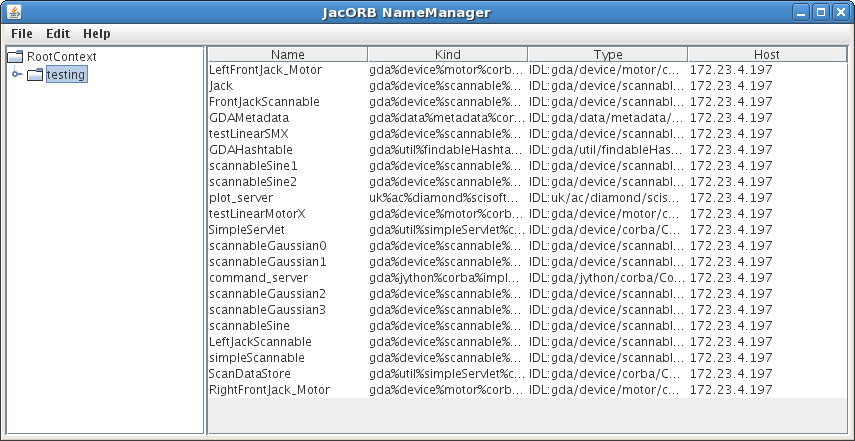 JacORB NameManager
File Edit Help
RootContext
testing
Name Kind Type Host
LeftFrontJack_Motor gda%device%motor%corb... IDL:gda/device/motor/c... 172.23.4.197
Jack gda%device%scannable%... IDL:gda/device/scannabl... 172.23.4.197
FrontJackScannable gda%device%scannable%... IDL:gda/device/scannabl... 172.23.4.197
GDAMetadata gda%data%metadata%cor... IDL:gda/data/metadata/... 172.23.4.197
testLinearSMX gda%device%scannable%... IDL:gda/device/scannabl... 172.23.4.197
GDAHashtable gda%util%findableHashta... IDL:gda/util/findableHas... 172.23.4.197
scannableSine1 gda%device%scannable%... IDL:gda/device/scannabl... 172.23.4.197
scannableSine2 gda%device%scannable%... IDL:gda/device/scannabl... 172.23.4.197
plot_server uk%ac%diamond%scisoft... IDL:uk/ac/diamond/scis... 172.23.4.197
testLinearMotorX gda%device%motor%corb... IDL:gda/device/motor/c... 172.23.4.197
SimpleServlet gda%util%simpleServlet%c... IDL:gda/device/corba/C... 172.23.4.197
scannableGaussian0 gda%device%scannable%... IDL:gda/device/scannabl... 172.23.4.197
scannableGaussian1 gda%device%scannable%... IDL:gda/device/scannabl... 172.23.4.197
command_server gda%jython%corba%impl... IDL:gda/jython/corba/Co... 172.23.4.197
scannableGaussian2 gda%device%scannable%... IDL:gda/device/scannabl... 172.23.4.197
scannableGaussian3 gda%device%scannable%... IDL:gda/device/scannabl... 172.23.4.197
scannableSine gda%device%scannable%... IDL:gda/device/scannabl... 172.23.4.197
LeftJackScannable gda%device%scannable%... IDL:gda/device/scannabl... 172.23.4.197
simpleScannable gda%device%scannable%... IDL:gda/device/scannabl... 172.23.4.197
ScanDataStore gda%util%simpleServlet%c... IDL:gda/device/corba/C... 172.23.4.197
RightFrontJack_Motor gda%device%motor%corb... IDL:gda/device/motor/c... 172.23.4.197